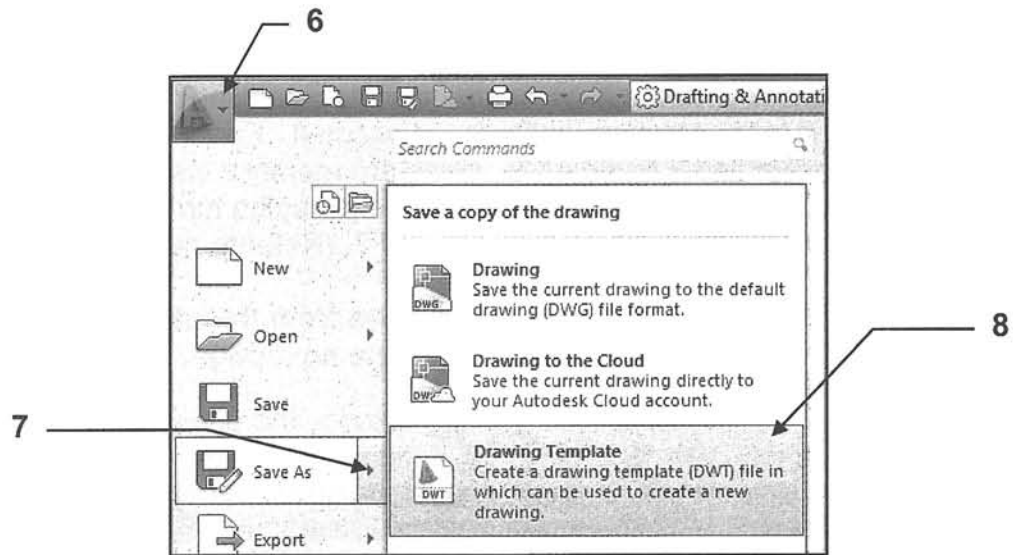 6
Drafting & Annotati
Search Commands
Save a copy of the drawing
New
Drawing
Save the current drawing to the default
drawing (DWG) file format.
DWG
Open
8
Drawing to the Cloud
Save the current drawing directly to
your Autodesk Cloud account.
DWG
Save
7
Save As
Drawing Template
Create a drawing template (DWT) file in
which can be used to create a new
drawing.
DWT
Export